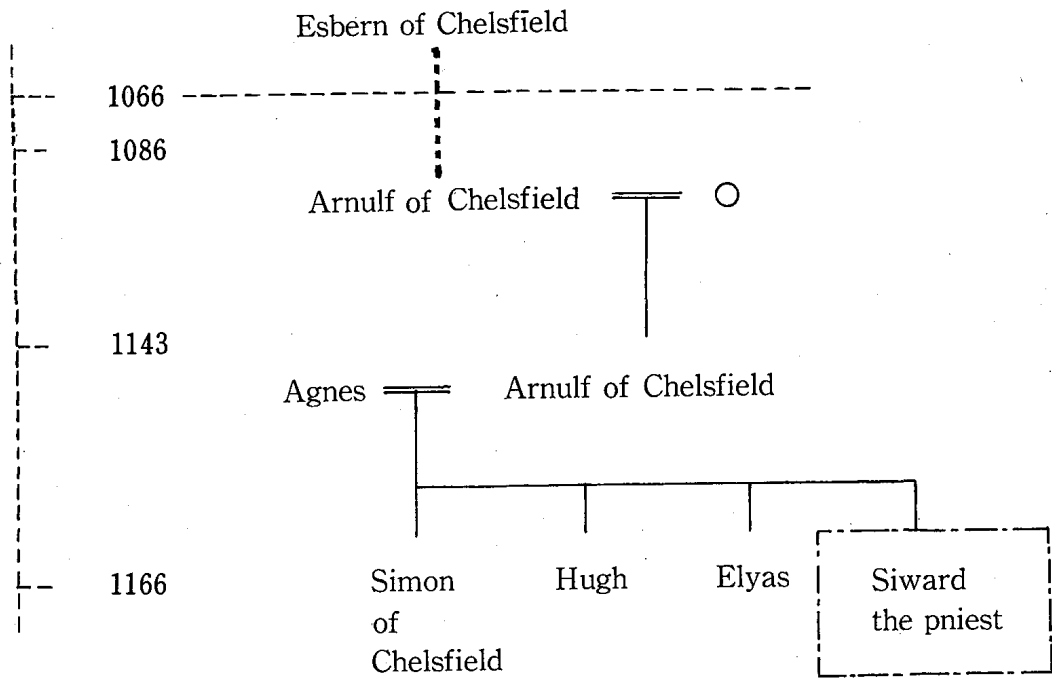 Esbern of Chelsfield
1066
1086
Arnulf of Chelsfield
1143
Agnes
Arnulf of Chelsfield
1166
Simon
of
Chelsfield
Hugh
Elyas
Siward
the pniest